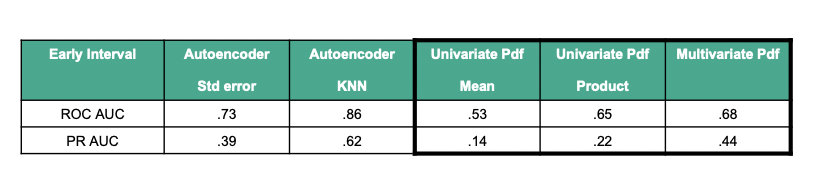 Early Interval Autoencoder Autoencoder Univariate Pdf Univariate Pdf Multivariate Pdf
Std error KNN Mean Product
ROC AUC .73 .86 .53 .65 .68
PR AUC .39 .62 .14 .22 .44